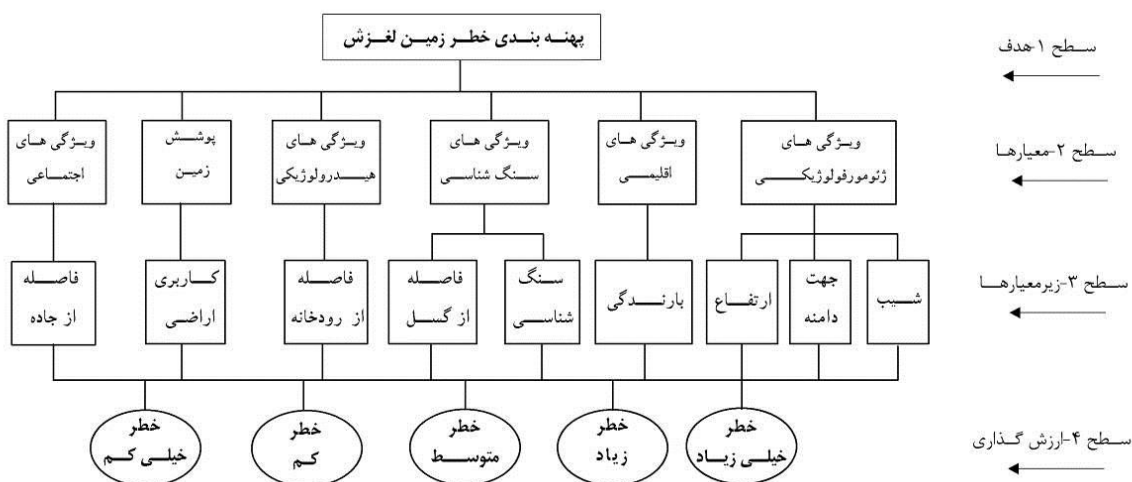 پهنه بندی خطر زمین لغزش
سطح ۱-هدف
ویژگی های
ژئومورفولوژیکی
ویژگی های
اقلیمی
ویژگی های
سنگ شناسی
ویژگی های
هیدرولوژیکی
پوشش
زمین
ویژگی های
اجتماعی
سطح ۲-معیارها
شیب
جهت
دامنه
ارتفاع
بارندگی
سنگ
شناسی
فاصله
از گسل
فاصله
از رودخانه
کاربری
اراضی
فاصله
از جاده
سطح ۳-زیرمعیارها
خطر
خیلی زیاد
خطر
زیاد
خطر
متوسط
خطر
کم
خطر
خیلی کم
سطح ۴-ارزش گذاری